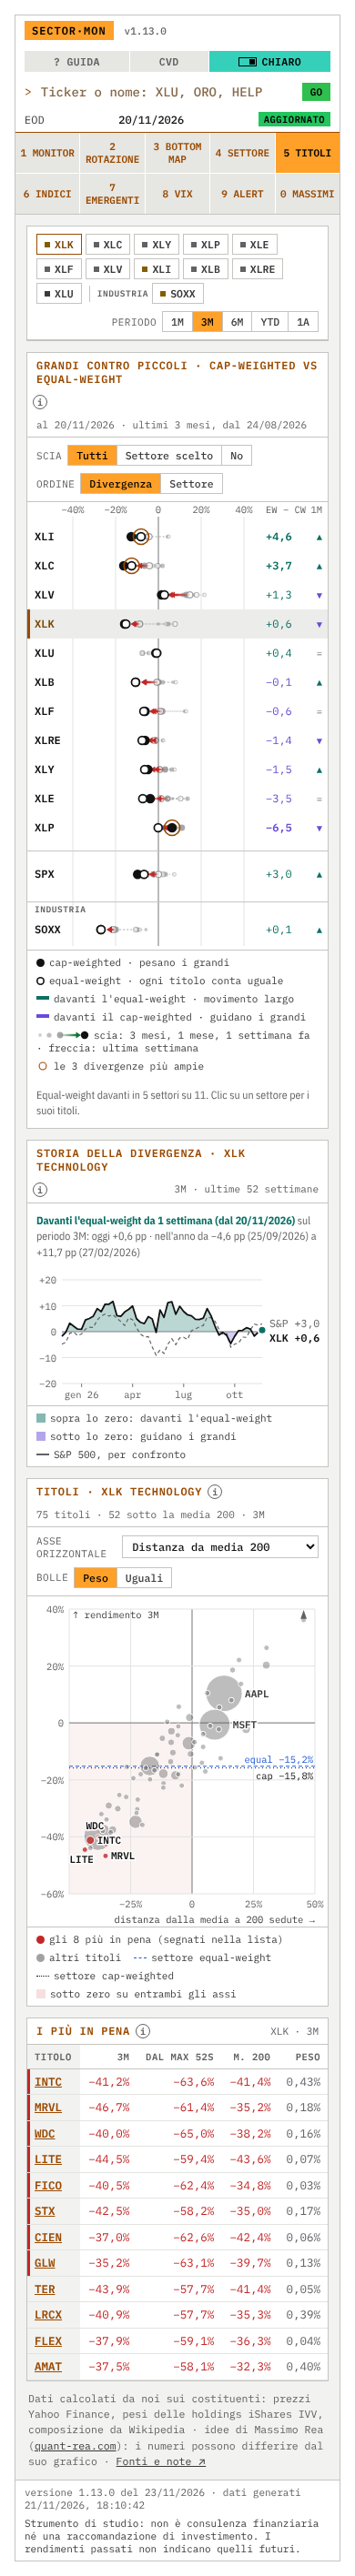 SECTOR·MON v1.13.0
? GUIDA CVD CHIARO
> Ticker o nome: XLU, ORO, HELP GO
EOD 20/11/2026 AGGIORNATO
1 MONITOR 2 ROTAZIONE 3 BOTTOM MAP 4 SETTORE 5 TITOLI
6 INDICI 7 EMERGENTI 8 VIX 9 ALERT 0 MASSIMI
XLK XLC XLY XLP XLE
XLF XLV XLI XLB XLRE
XLU INDUSTRIA SOXX
PERIODO 1M 3M 6M YTD 1A
GRANDI CONTRO PICCOLI · CAP-WEIGHTED VS
EQUAL-WEIGHT
i
al 20/11/2026 · ultimi 3 mesi, dal 24/08/2026
SCIA Tutti Settore scelto No
ORDINE Divergenza Settore
−40% −20% 0 20% 40% EW − CW 1M
XLI +4,6 ▲
XLC +3,7 ▲
XLV +1,3 ▼
XLK +0,6 ▼
XLU +0,4 =
XLB −0,1 ▲
XLF −0,6 =
XLRE −1,4 ▼
XLY −1,5 ▲
XLE −3,5 =
XLP −6,5 ▼
SPX +3,0 ▲
INDUSTRIA
SOXX +0,1 ▲
cap-weighted · pesano i grandi
equal-weight · ogni titolo conta uguale
davanti l'equal-weight · movimento largo
davanti il cap-weighted · guidano i grandi
scia: 3 mesi, 1 mese, 1 settimana fa
· freccia: ultima settimana
le 3 divergenze più ampie
Equal-weight davanti in 5 settori su 11. Clic su un settore per i
suoi titoli.
STORIA DELLA DIVERGENZA · XLK
TECHNOLOGY
i 3M · ultime 52 settimane
Davanti l'equal-weight da 1 settimana (dal 20/11/2026) sul
periodo 3M: oggi +0,6 pp · nell'anno da −4,6 pp (25/09/2026) a
+11,7 pp (27/02/2026)
+20
+10
0
−10
−20
S&P +3,0
XLK +0,6
gen 26 apr lug ott
sopra lo zero: davanti l'equal-weight
sotto lo zero: guidano i grandi
S&P 500, per confronto
TITOLI · XLK TECHNOLOGY i
75 titoli · 52 sotto la media 200 · 3M
ASSE
ORIZZONTALE Distanza da media 200
BOLLE Peso Uguali
40% ↑ rendimento 3M
20%
AAPL
0 MSFT
equal −15,2%
cap −15,8%
−20%
WDC
−40% INTC
LITE MRVL
−60%
−25% 0 25% 50%
distanza dalla media a 200 sedute →
gli 8 più in pena (segnati nella lista)
altri titoli settore equal-weight
settore cap-weighted
sotto zero su entrambi gli assi
I PIÙ IN PENA i XLK · 3M
TITOLO 3M DAL MAX 52S M. 200 PESO
INTC −41,2% −63,6% −41,4% 0,43%
MRVL −46,7% −61,4% −35,2% 0,18%
WDC −40,0% −65,0% −38,2% 0,16%
LITE −44,5% −59,4% −43,6% 0,07%
FICO −40,5% −62,4% −34,8% 0,03%
STX −42,5% −58,2% −35,0% 0,17%
CIEN −37,0% −62,6% −42,4% 0,06%
GLW −35,2% −63,1% −39,7% 0,13%
TER −43,9% −57,7% −41,4% 0,05%
LRCX −40,9% −57,7% −35,3% 0,39%
FLEX −37,9% −59,1% −36,3% 0,04%
AMAT −37,5% −58,1% −32,3% 0,40%
Dati calcolati da noi sui costituenti: prezzi
Yahoo Finance, pesi delle holdings iShares IVV,
composizione da Wikipedia · idee di Massimo Rea
(quant-rea.com): i numeri possono differire dal
suo grafico · Fonti e note ↗
versione 1.13.0 del 23/11/2026 · dati generati
21/11/2026, 18:10:42
Strumento di studio: non è consulenza finanziaria
né una raccomandazione di investimento. I
rendimenti passati non indicano quelli futuri.